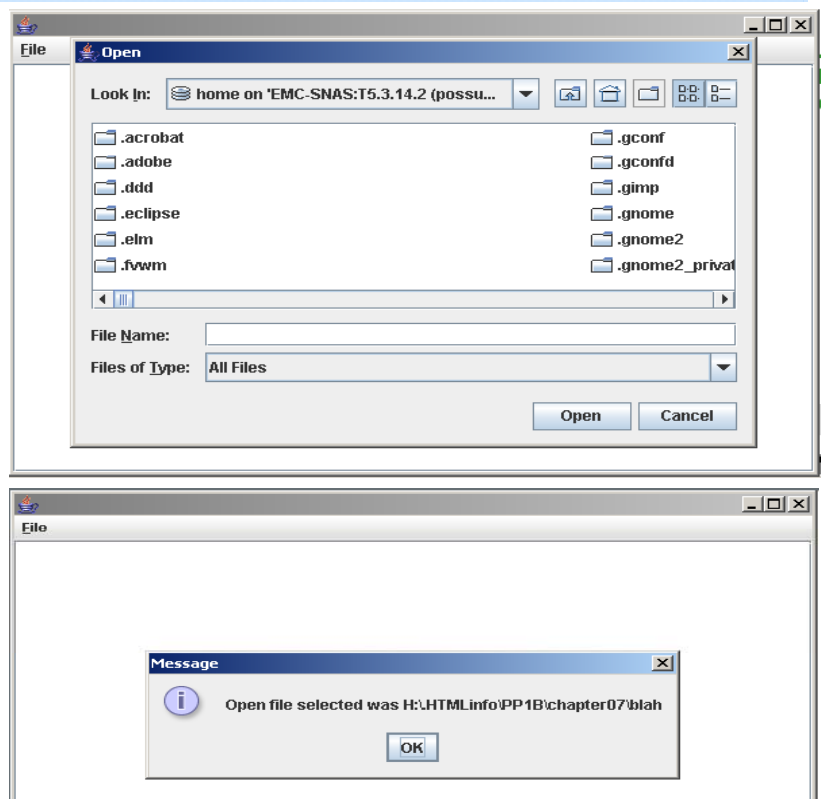 File
Open
Look In: home on 'EMC-SNAS:T5.3.14.2 (possu...
.acrobat .gconf
.adobe .gconfd
.ddd .gimp
.eclipse .gnome
.elm .gnome2
.fvwm .gnome2_privat
File Name:
Files of Type: All Files
Open Cancel
File
Message
Open file selected was H:\.HTMLinfo\PP1B\chapter07\blah
OK